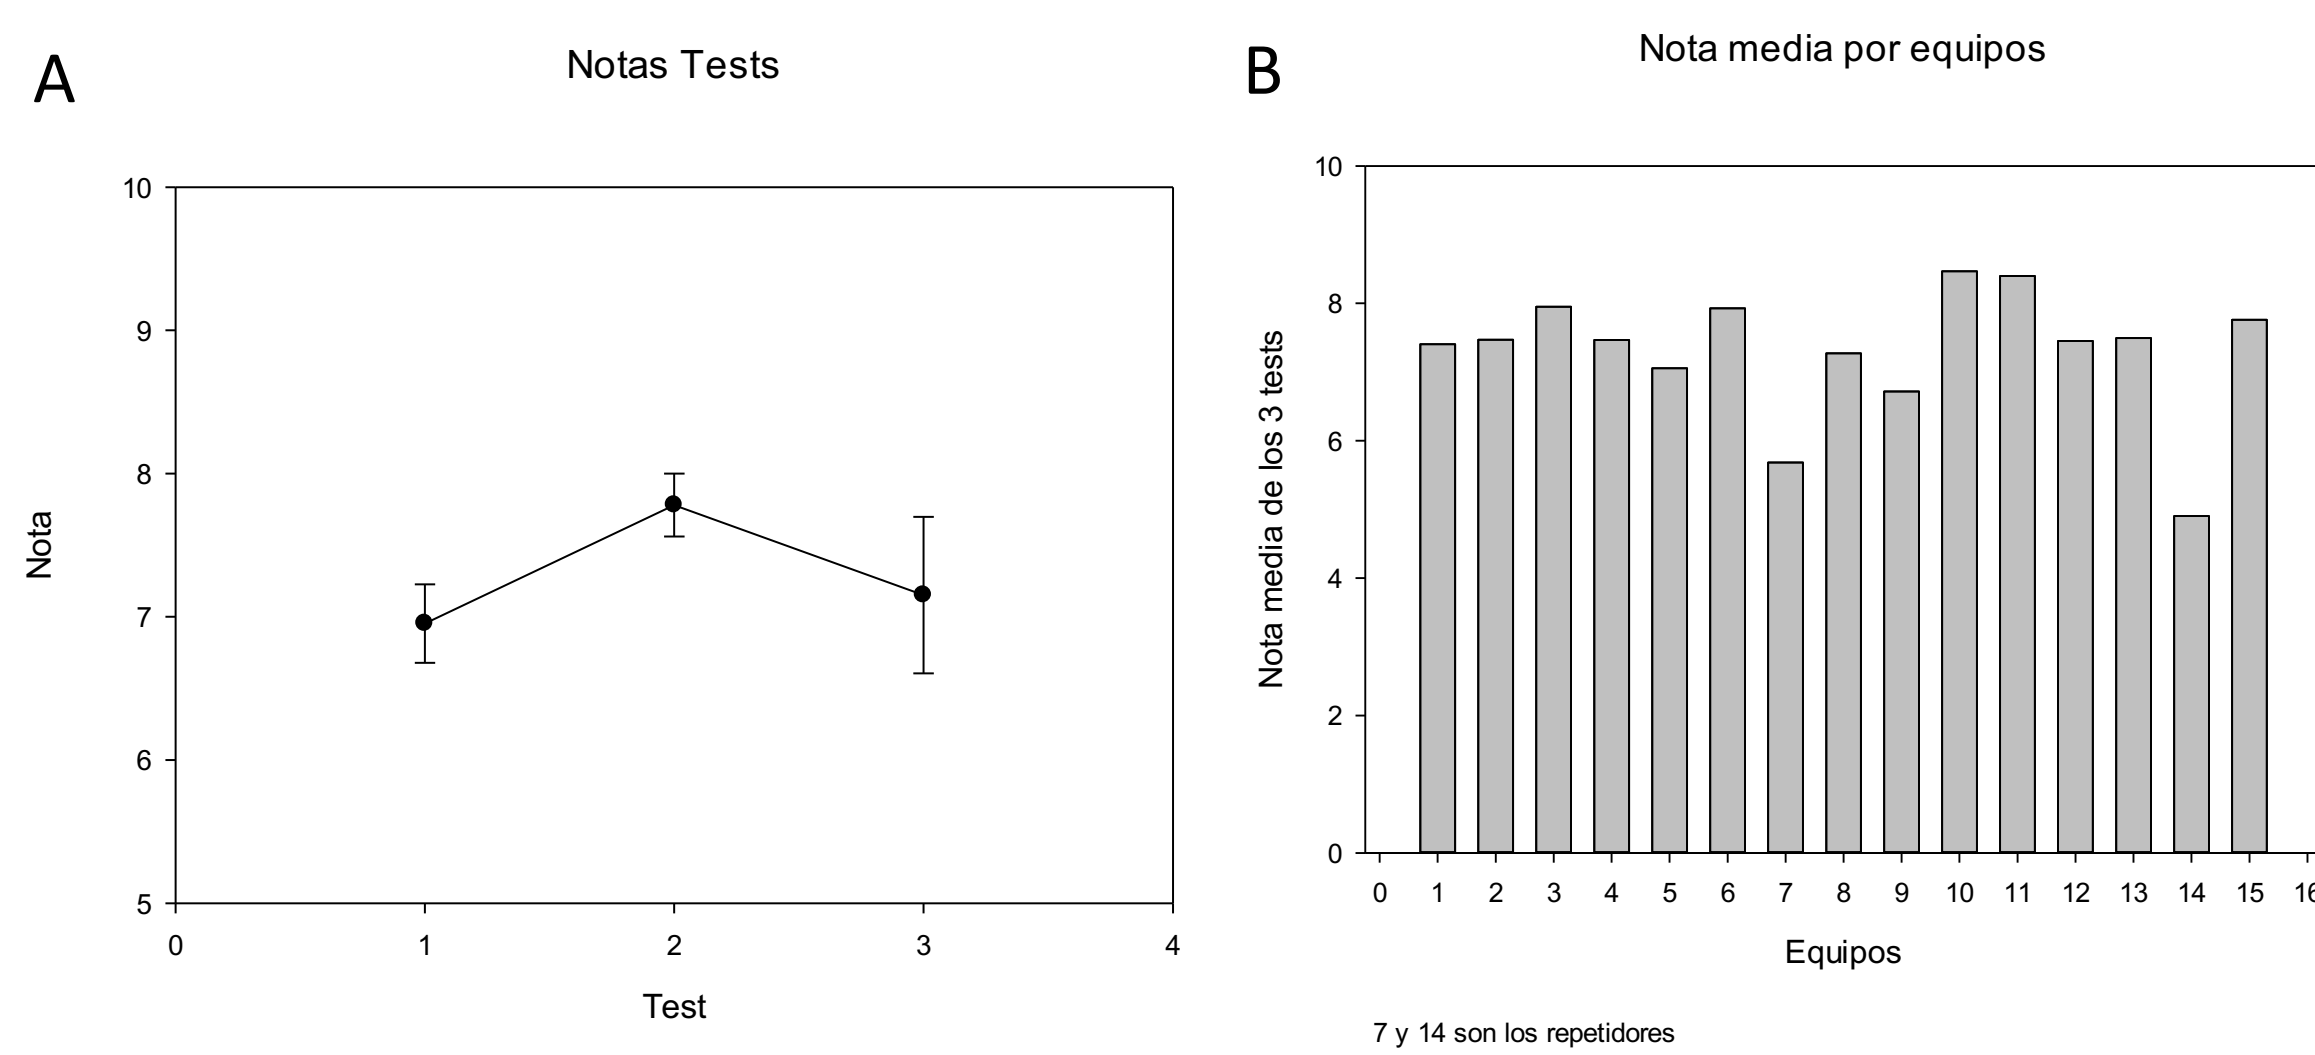 A
Notas Tests
10
9
8
7
6
5
Nota
0 1 2 3 4
Test
B
Nota media por equipos
10
8
6
4
2
0
Nota media de los 3 tests
0 1 2 3 4 5 6 7 8 9 10 11 12 13 14 15 16
Equipos
7 y 14 son los repetidores